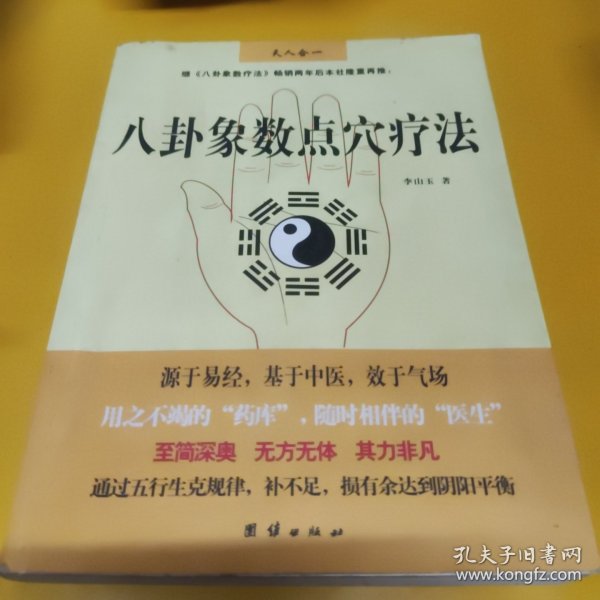 天人合一
继《八卦象数疗法》畅销两年后本社隆重再推：
八卦象数点穴疗法
李山玉 著
源于易经，基于中医，效于气场
用之不竭的“药库”，随时相伴的“医生”
至简深奥 无方无体 其力非凡
通过五行生克规律，补不足，损有余达到阴阳平衡
团结出版社
孔夫子旧书网
www.kongfz.com